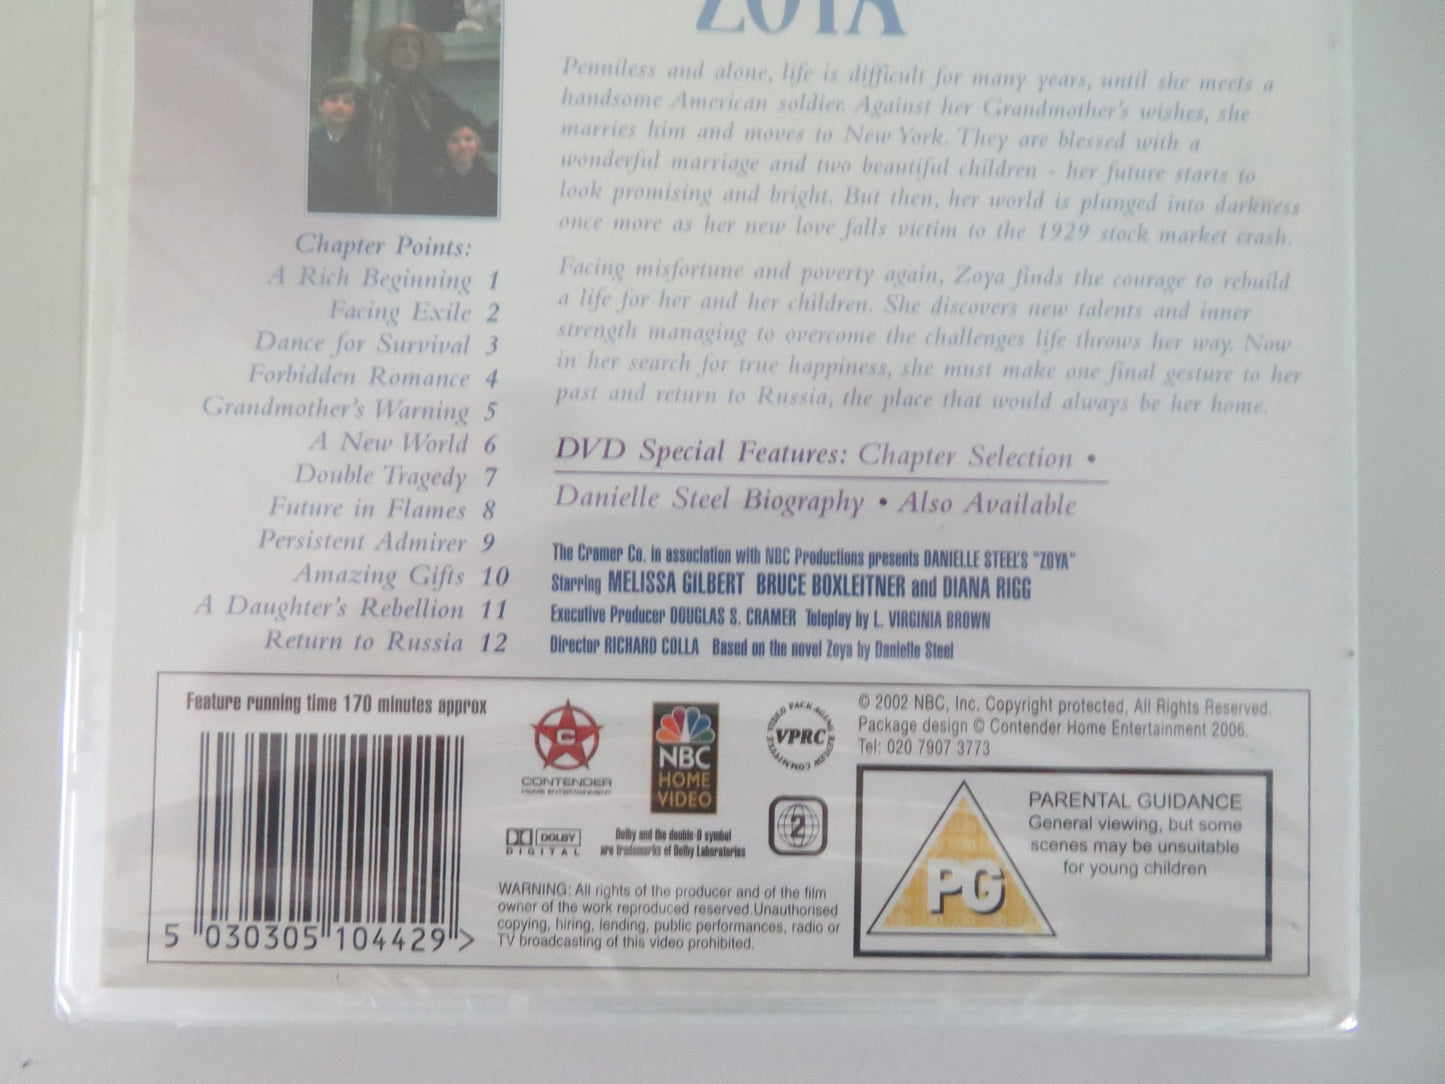 ZOYA
Penniless and alone, life is difficult for many years, until she meets a
handsome American soldier. Against her Grandmother's wishes, she
marries him and moves to New York. They are blessed with a
wonderful marriage and two beautiful children - her future starts to
look promising and bright. But then, her world is plunged into darkness
once more as her new love falls victim to the 1929 stock market crash.
Facing misfortune and poverty again, Zoya finds the courage to rebuild
a life for her and her children. She discovers new talents and inner
strength managing to overcome the challenges life throws her way. Now
in her search for true happiness, she must make one final gesture to her
past and return to Russia, the place that would always be her home.
Chapter Points:
A Rich Beginning 1
Facing Exile 2
Dance for Survival 3
Forbidden Romance 4
Grandmother's Warning 5
A New World 6
Double Tragedy 7
Future in Flames 8
Persistent Admirer 9
Amazing Gifts 10
A Daughter's Rebellion 11
Return to Russia 12
DVD Special Features: Chapter Selection •
Danielle Steel Biography • Also Available
The Cramer Co. in association with NBC Productions presents DANIELLE STEEL'S "ZOYA"
Starring MELISSA GILBERT BRUCE BOXLEITNER and DIANA RIGG
Executive Producer DOUGLAS S. CRAMER Teleplay by L. VIRGINIA BROWN
Director RICHARD COLLA Based on the novel Zoya by Danielle Steel
Feature running time 170 minutes approx
5 030305 104429 >
C
CONTENDER
HOME ENTERTAINMENT
NBC
HOME
VIDEO
VIDEO PACKAGING REVIEW COMMITTEE
VPRC
2
DOLBY
DIGITAL
Dolby and the double-D symbol
are trademarks of Dolby Laboratories
WARNING: All rights of the producer and of the film
owner of the work reproduced reserved.Unauthorised
copying, hiring, lending, public performances, radio or
TV broadcasting of this video prohibited.
© 2002 NBC, Inc. Copyright protected, All Rights Reserved.
Package design © Contender Home Entertainment 2006.
Tel: 020 7907 3773
PG
PARENTAL GUIDANCE
General viewing, but some
scenes may be unsuitable
for young children